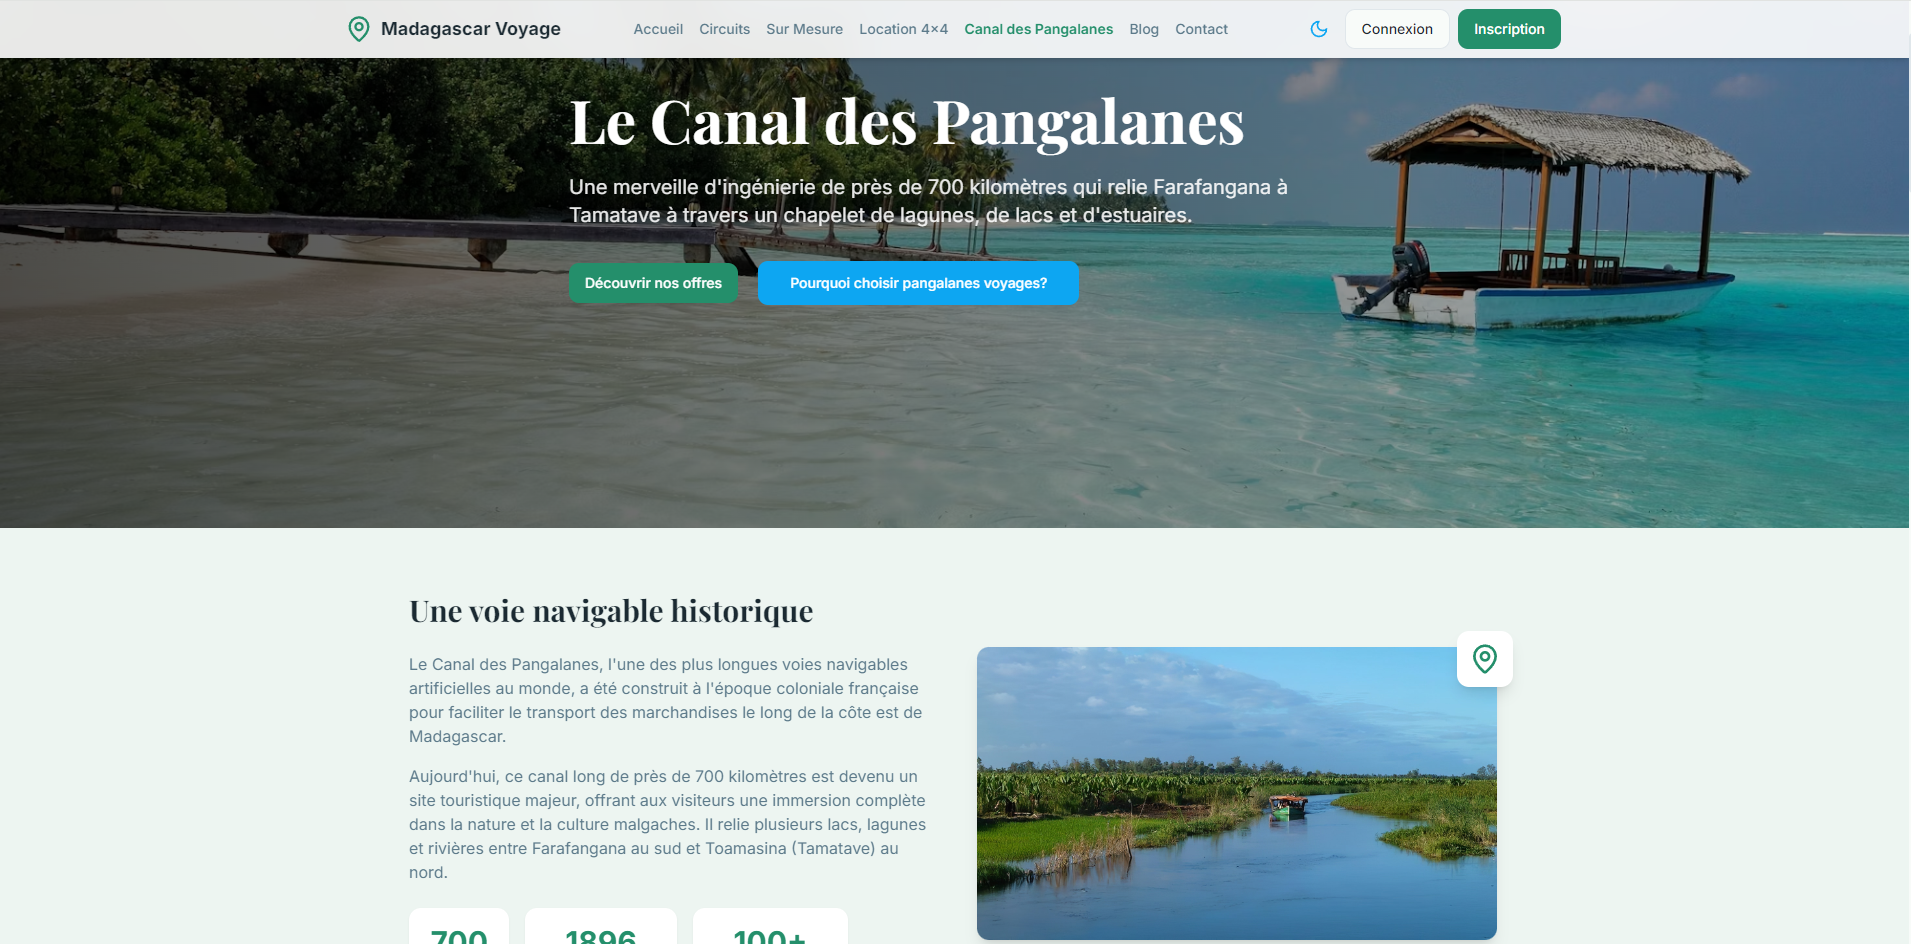 Madagascar Voyage
Accueil Circuits Sur Mesure Location 4x4 Canal des Pangalanes Blog Contact
Connexion Inscription
Le Canal des Pangalanes
Une merveille d'ingénierie de près de 700 kilomètres qui relie Farafangana à
Tamatave à travers un chapelet de lagunes, de lacs et d'estuaires.
Découvrir nos offres Pourquoi choisir pangalanes voyages?
Une voie navigable historique
Le Canal des Pangalanes, l'une des plus longues voies navigables
artificielles au monde, a été construit à l'époque coloniale française
pour faciliter le transport des marchandises le long de la côte est de
Madagascar.
Aujourd'hui, ce canal long de près de 700 kilomètres est devenu un
site touristique majeur, offrant aux visiteurs une immersion complète
dans la nature et la culture malgaches. Il relie plusieurs lacs, lagunes
et rivières entre Farafangana au sud et Toamasina (Tamatave) au
nord.
700 1896 100+